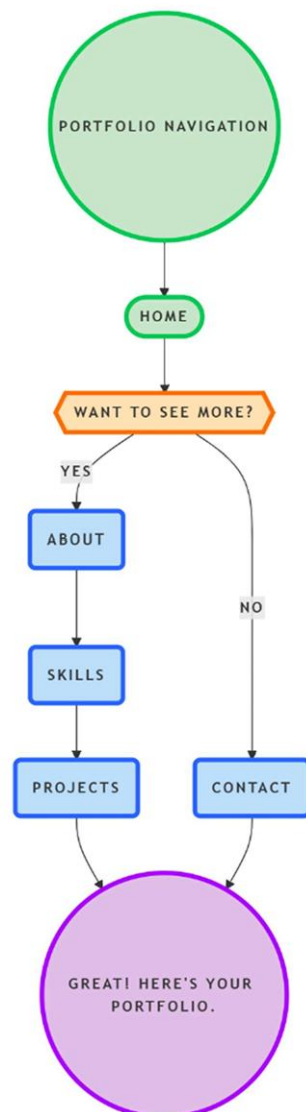 PORTFOLIO NAVIGATION
HOME
WANT TO SEE MORE?
YES
ABOUT
NO
SKILLS
PROJECTS
CONTACT
GREAT! HERE'S YOUR
PORTFOLIO.